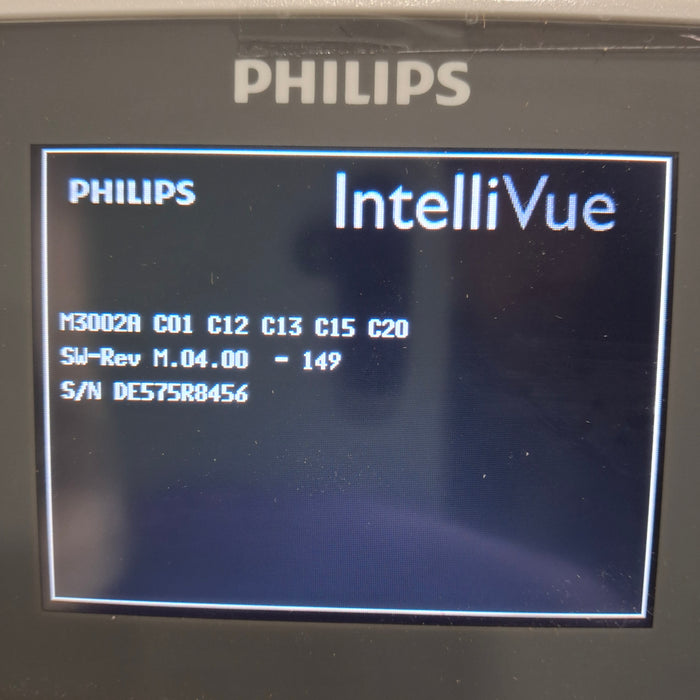 PHILIPS
PHILIPS IntelliVue
M3002A C01 C12 C13 C15 C20
SW-Rev M.04.00 - 149
S/N DE575R8456